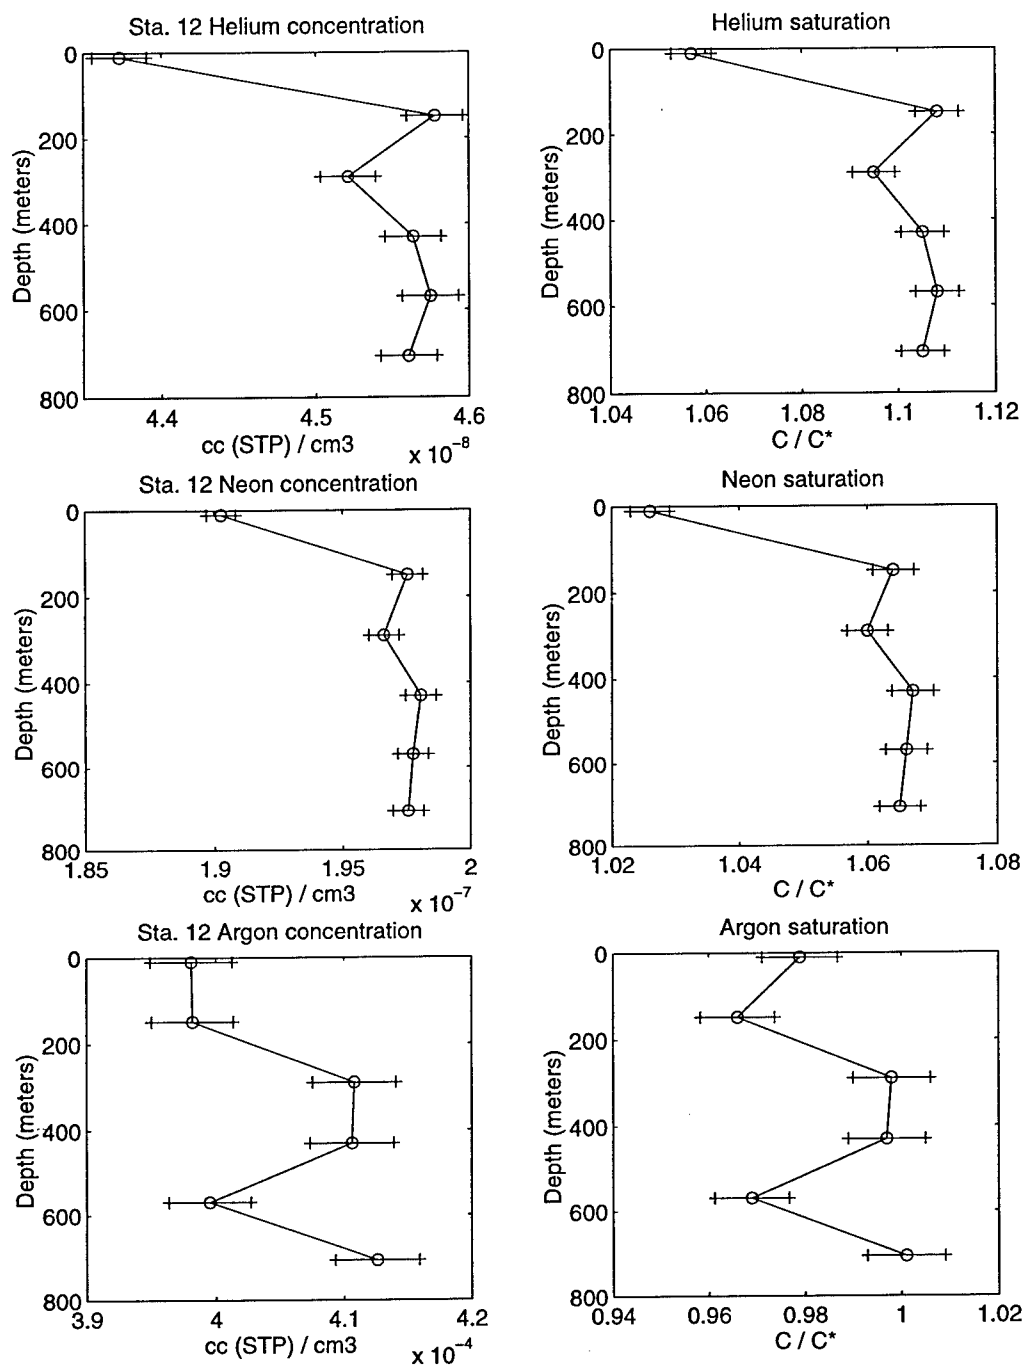 Sta. 12 Helium concentration
0
200
400
600
800
Depth (meters)
4.4 4.5 4.6
cc (STP) / cm3
x 10^-8
Helium saturation
0
200
400
600
800
Depth (meters)
1.04 1.06 1.08 1.1 1.12
C / C*
Sta. 12 Neon concentration
0
200
400
600
800
Depth (meters)
1.85 1.9 1.95 2
cc (STP) / cm3
x 10^-7
Neon saturation
0
200
400
600
800
Depth (meters)
1.02 1.04 1.06 1.08
C / C*
Sta. 12 Argon concentration
0
200
400
600
800
Depth (meters)
3.9 4 4.1 4.2
cc (STP) / cm3
x 10^-4
Argon saturation
0
200
400
600
800
Depth (meters)
0.94 0.96 0.98 1 1.02
C / C*